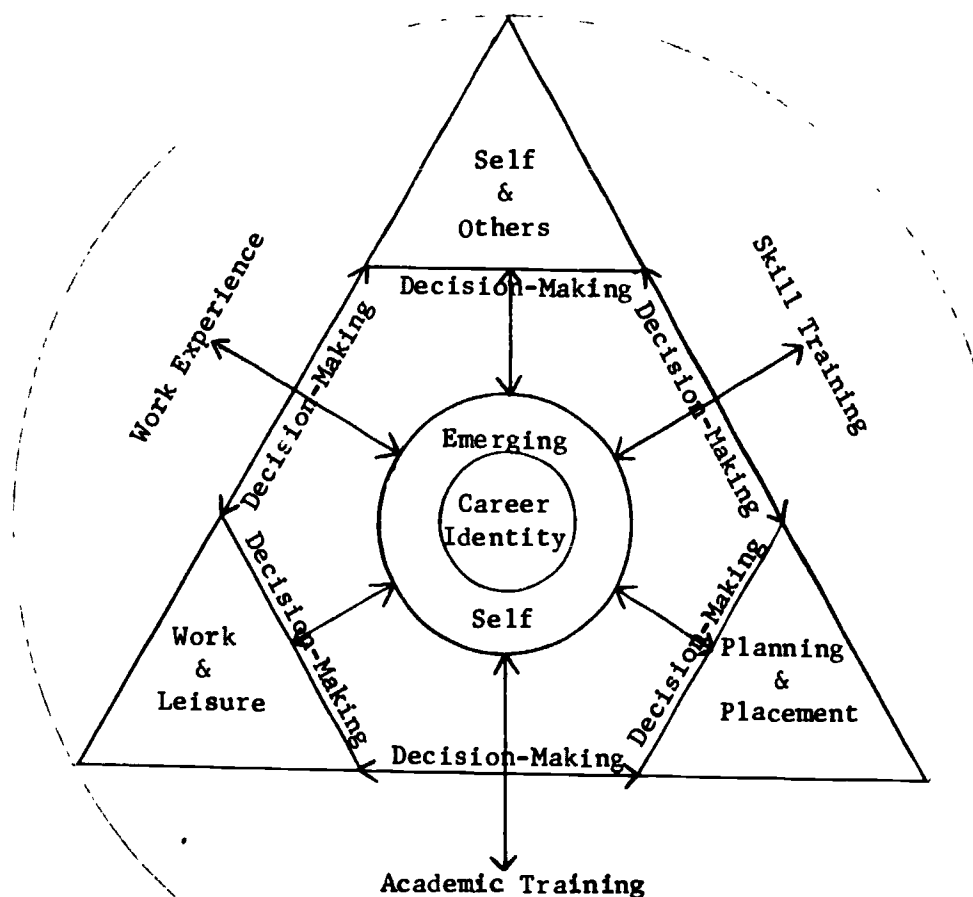 Self
&
Others
Decision-Making
Work Experience
Skill Training
Decision-Making
Decision-Making
Emerging
Career
Identity
Self
Decision-Making
Decision-Making
Work
&
Leisure
Planning
&
Placement
Decision-Making
Academic Training